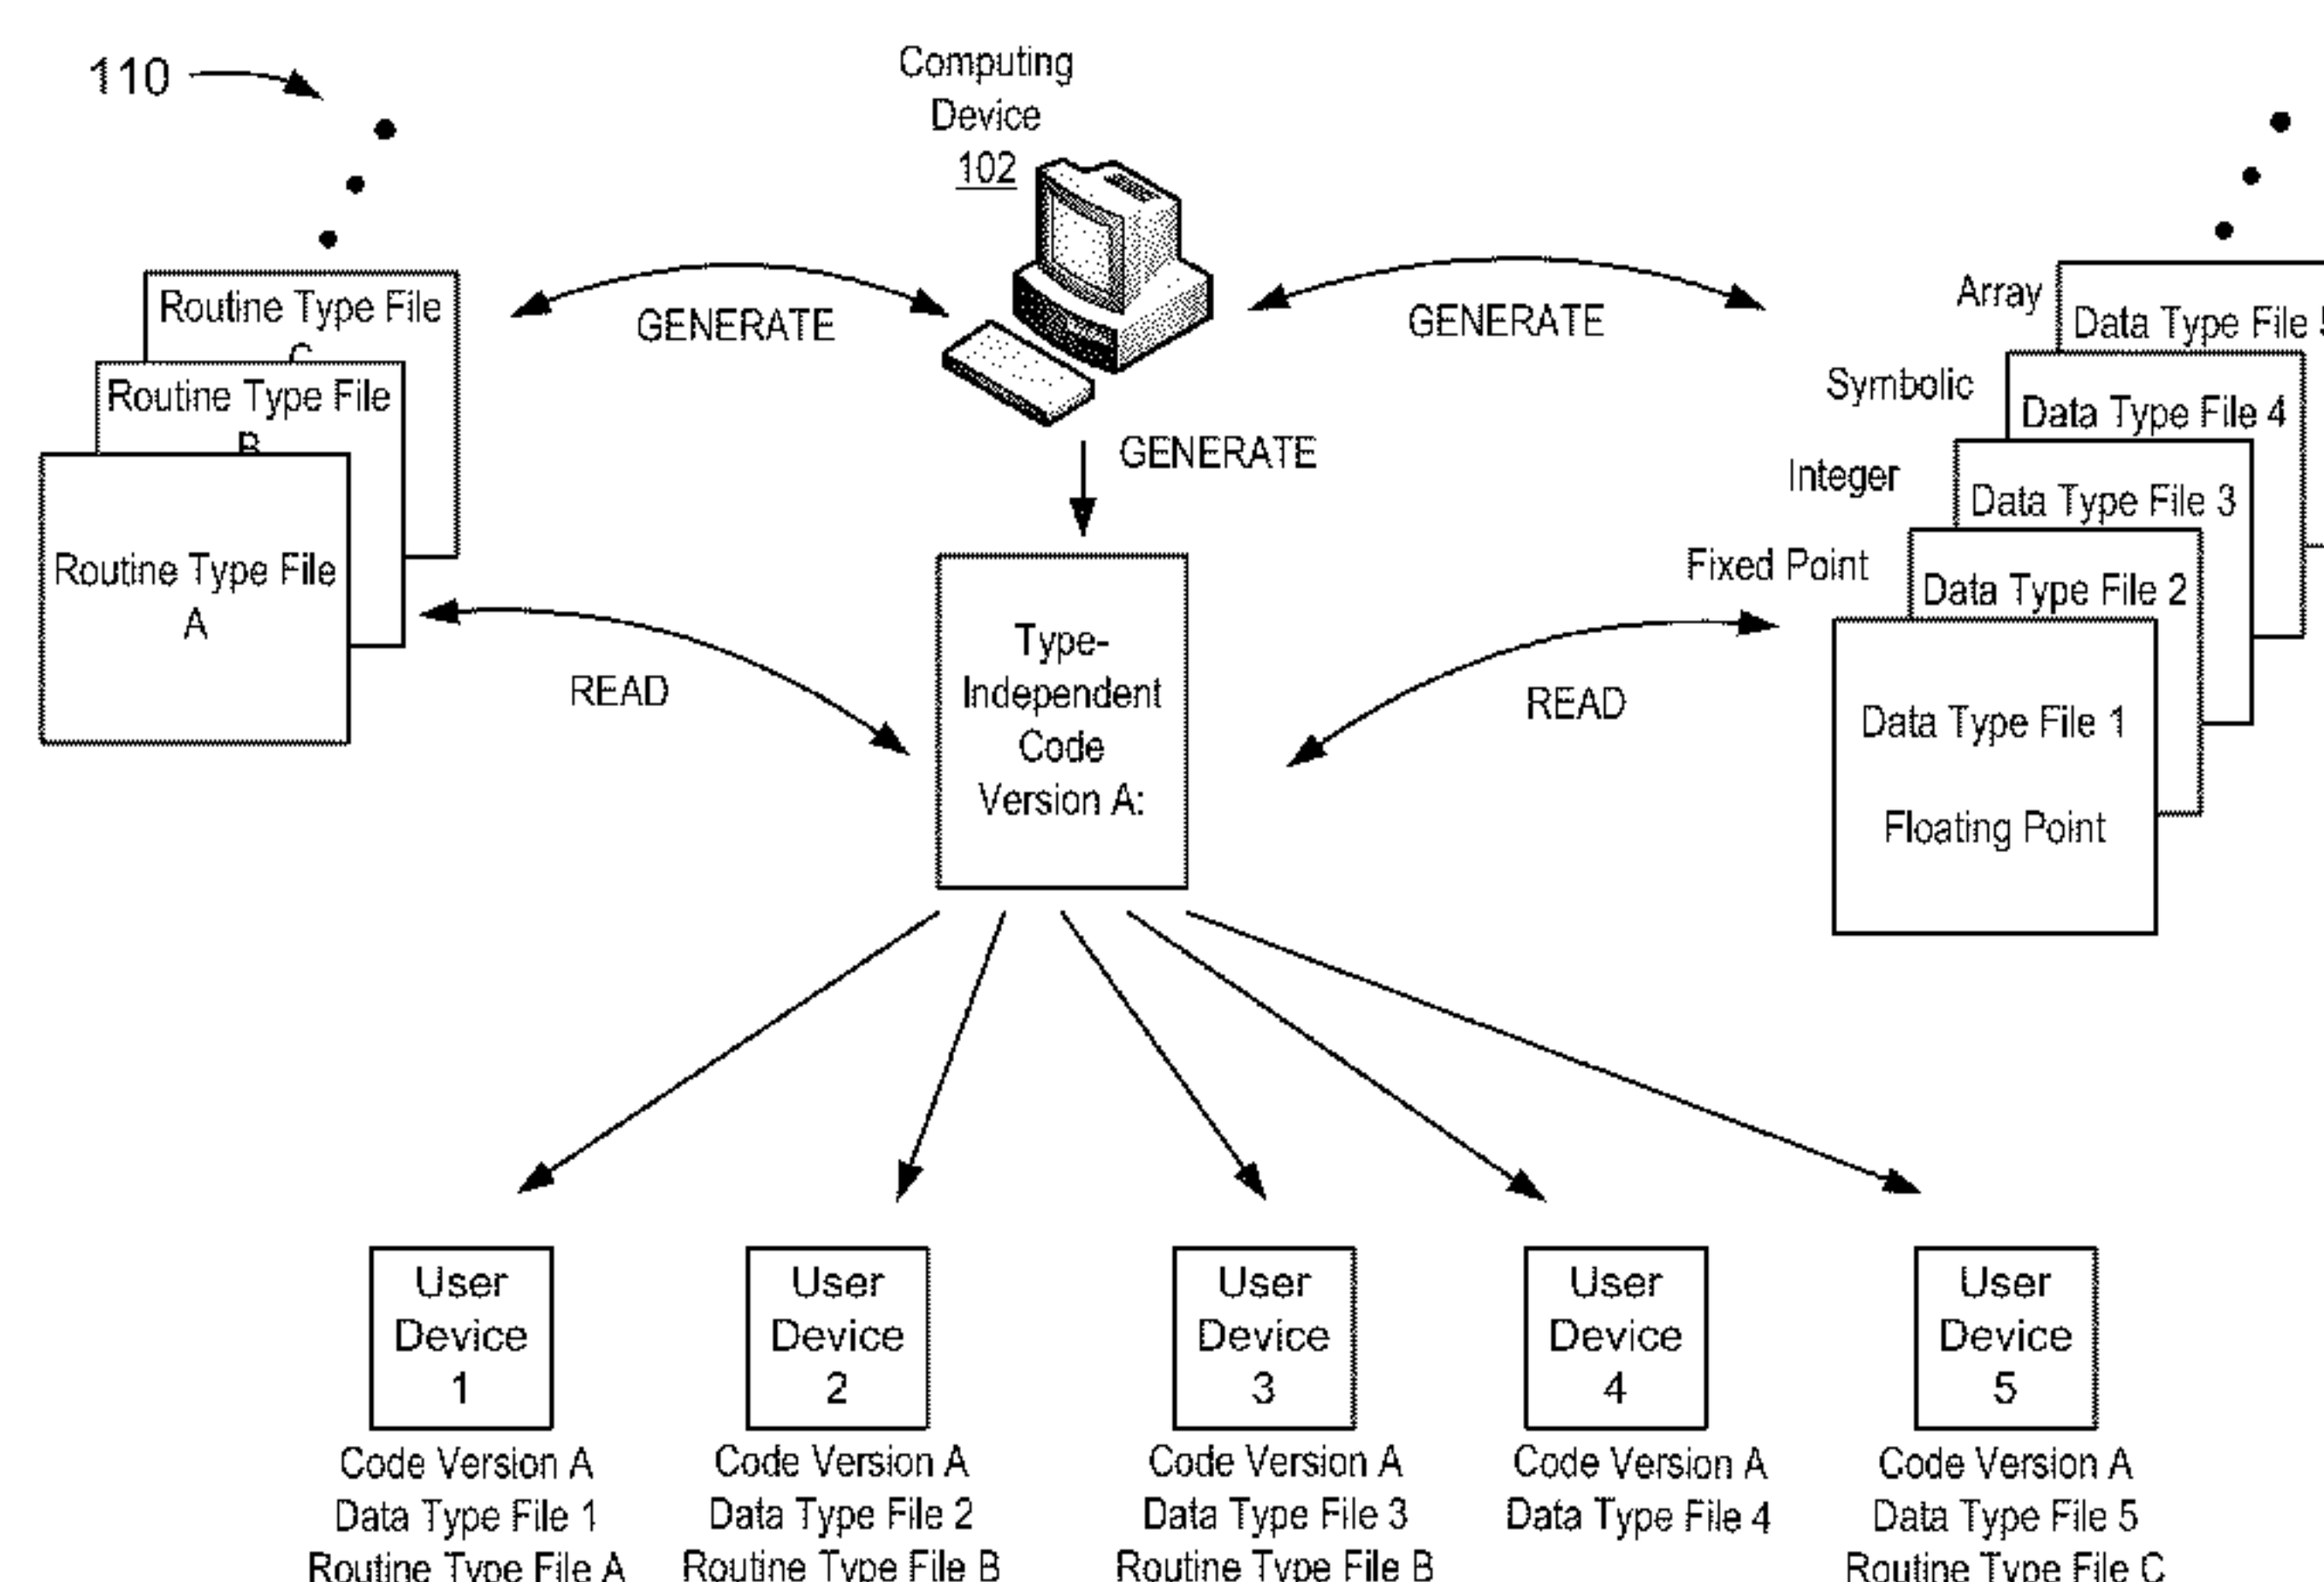 110
Computing
Device
102
Routine Type File
C
Routine Type File
B
Routine Type File
A
GENERATE
GENERATE
GENERATE
Array
Data Type File 5
Symbolic
Data Type File 4
Integer
Data Type File 3
Fixed Point
Data Type File 2
Data Type File 1
Floating Point
READ
READ
Type-
Independent
Code
Version A:
User
Device
1
Code Version A
Data Type File 1
Routine Type File A
User
Device
2
Code Version A
Data Type File 2
Routine Type File B
User
Device
3
Code Version A
Data Type File 3
Routine Type File B
User
Device
4
Code Version A
Data Type File 4
User
Device
5
Code Version A
Data Type File 5
Routine Type File C